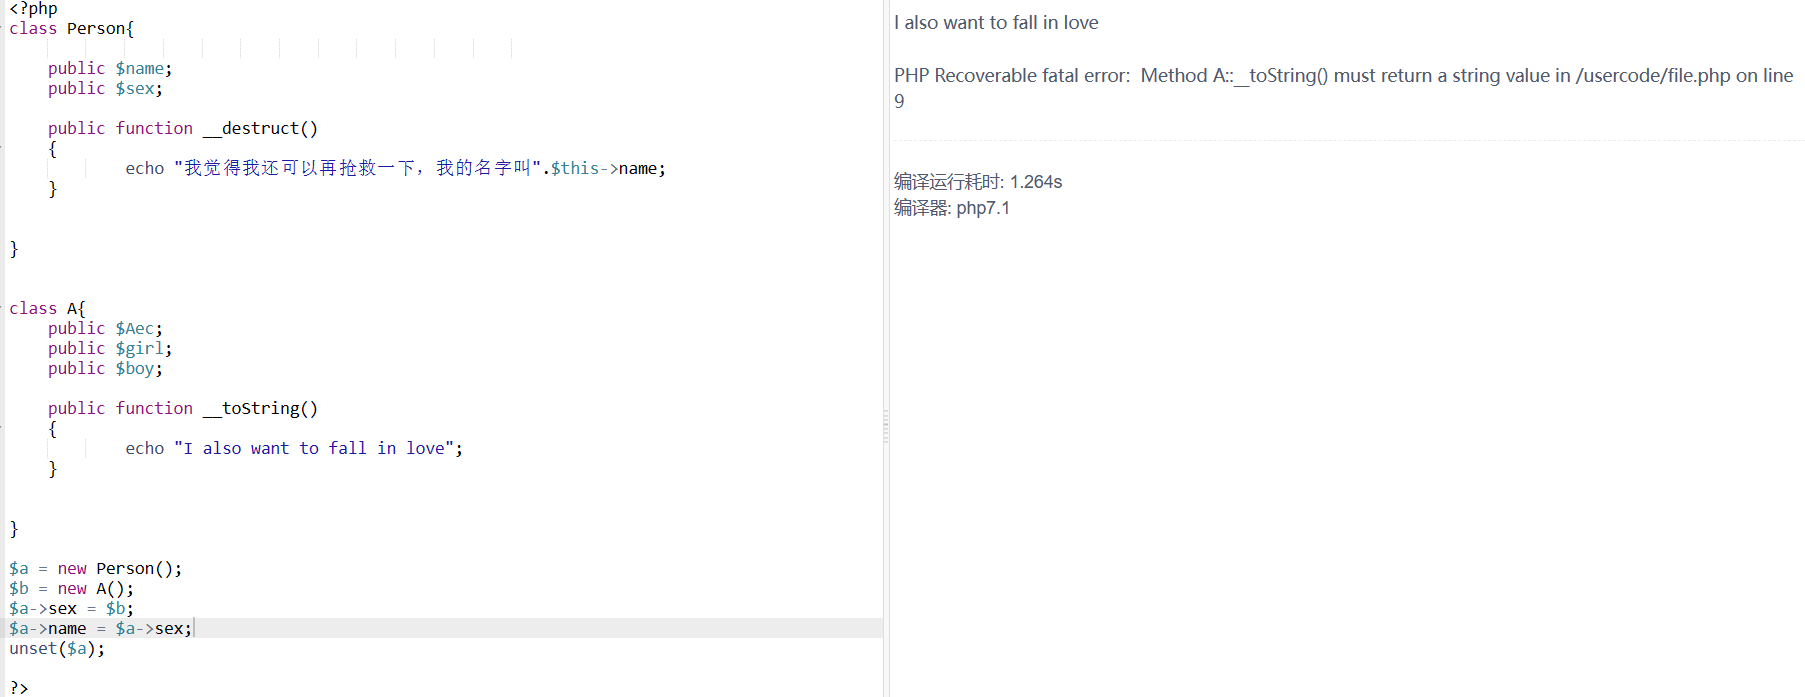 <?php
class Person{
public $name;
public $sex;
public function __destruct()
{
echo "我觉得我还可以再抢救一下，我的名字叫".$this->name;
}
}
class A{
public $Aec;
public $girl;
public $boy;
public function __toString()
{
echo "I also want to fall in love";
}
}
$a = new Person();
$b = new A();
$a->sex = $b;
$a->name = $a->sex;
unset($a);
?>
I also want to fall in love
PHP Recoverable fatal error:  Method A::__toString() must return a string value in /usercode/file.php on line
9
编译运行耗时: 1.264s
编译器: php7.1